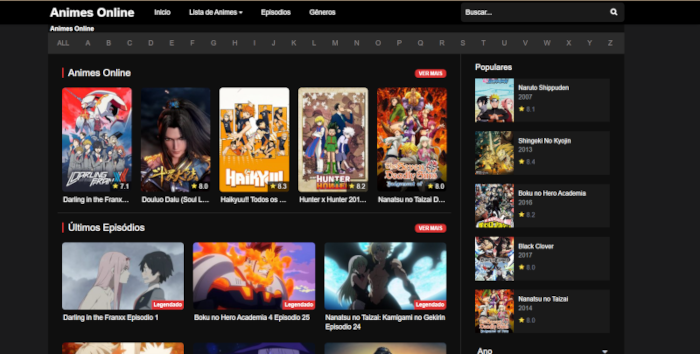 Animes Online
Início
Lista de Animes
Episodios
Gêneros
Buscar...
Animes Online
ALL A B C D E F G H I J K L M N O P Q R S T U V W X Y Z
Animes Online
VER MAIS
DARLING
HAIKYU!!
HUNTER
HUNTER
7.1
8.0
8.3
8.2
8.0
Darling in the Franx...
Douluo Dalu (Soul L...
Haikyuu!! Todos os ...
Hunter x Hunter 201...
Nanatsu no Taizai D...
Últimos Episódios
VER MAIS
Legendado
Legendado
Legendado
Darling in the Franxx Episodio 1
Boku no Hero Academia 4 Episodio 25
Nanatsu no Taizai: Kamigami no Gekirin
Episodio 24
Populares
Naruto Shippuden
2007
8.1
Shingeki No Kyojin
2013
8.4
Boku no Hero Academia
2016
8.2
Black Clover
2017
8.0
Nanatsu no Taizai
2014
8.0
Ano